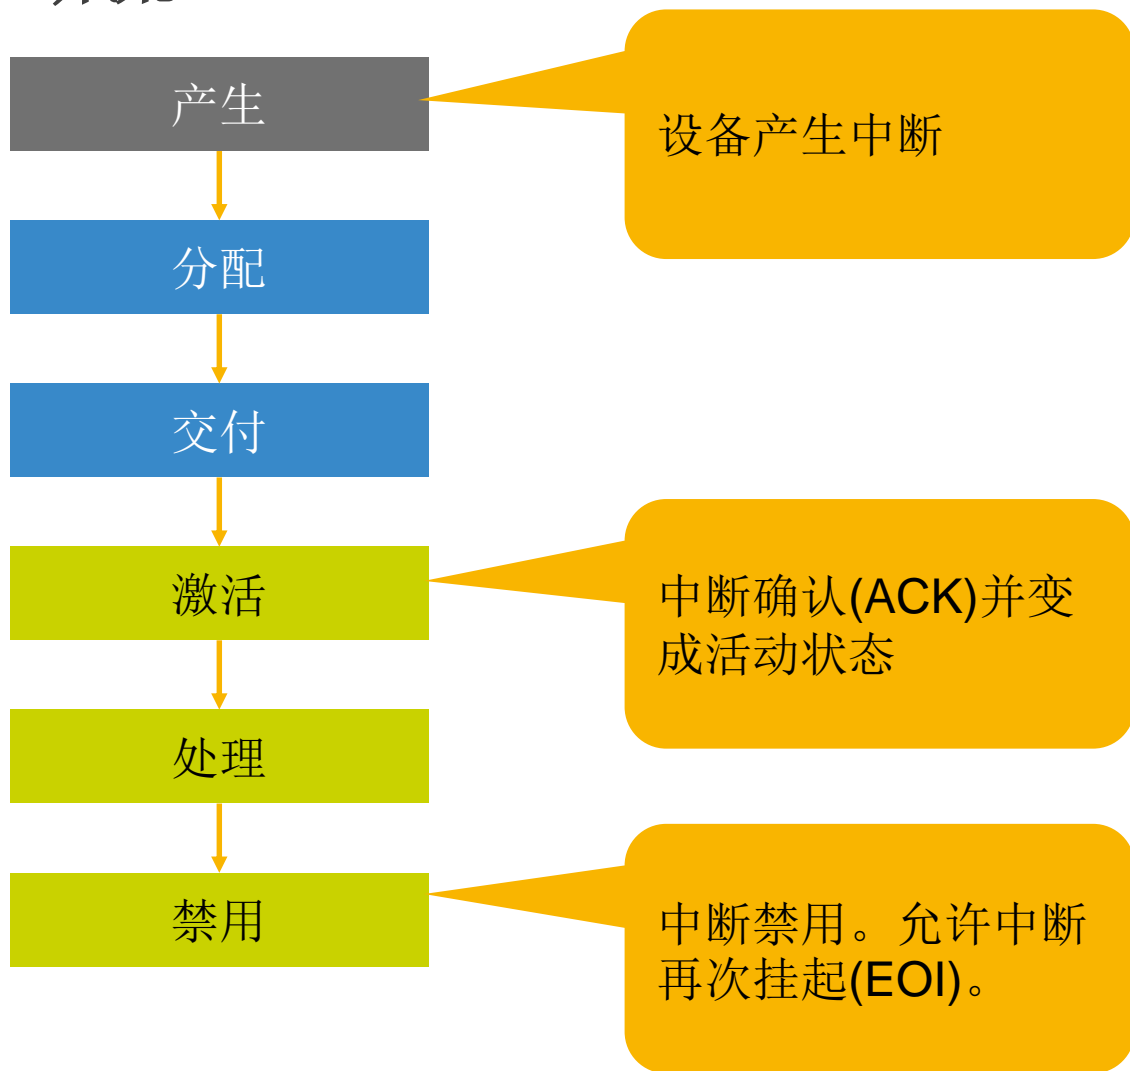 产生
设备产生中断
分配
交付
激活
中断确认(ACK)并变
成活动状态
处理
禁用
中断禁用。允许中断
再次挂起(EOI)。